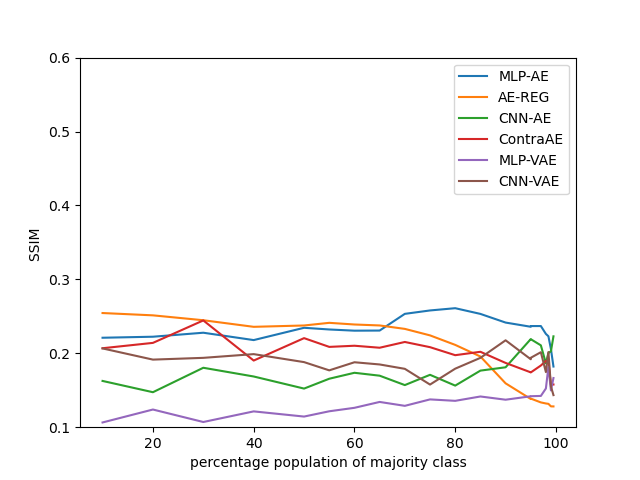 0.6
0.5
0.4
0.3
0.2
0.1
SSIM
MLP-AE
AE-REG
CNN-AE
ContraAE
MLP-VAE
CNN-VAE
20 40 60 80 100
percentage population of majority class